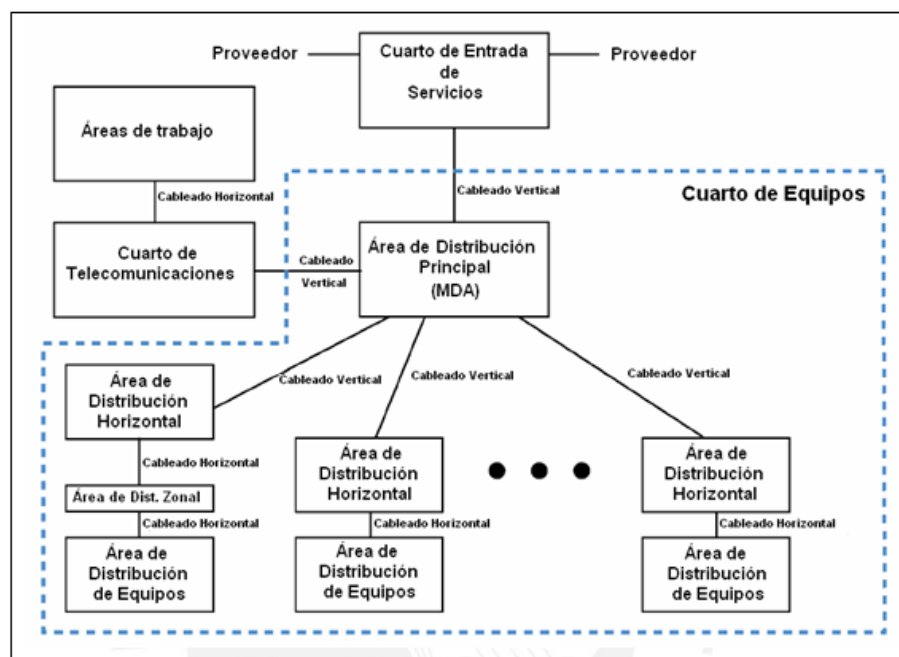 Proveedor
Cuarto de Entrada
de
Servicios
Proveedor
Áreas de trabajo
Cableado Horizontal
Cableado Vertical
Cuarto de Equipos
Cuarto de
Telecomunicaciones
Cableado
Vertical
Área de Distribución
Principal
(MDA)
Cableado Vertical
Cableado Vertical
Cableado Vertical
Área de
Distribución
Horizontal
Cableado Horizontal
Área de Dist. Zonal
Cableado Horizontal
Área de
Distribución
de Equipos
Área de
Distribución
Horizontal
Cableado Horizontal
Área de
Distribución
de Equipos
Área de
Distribución
Horizontal
Cableado Horizontal
Área de
Distribución
de Equipos